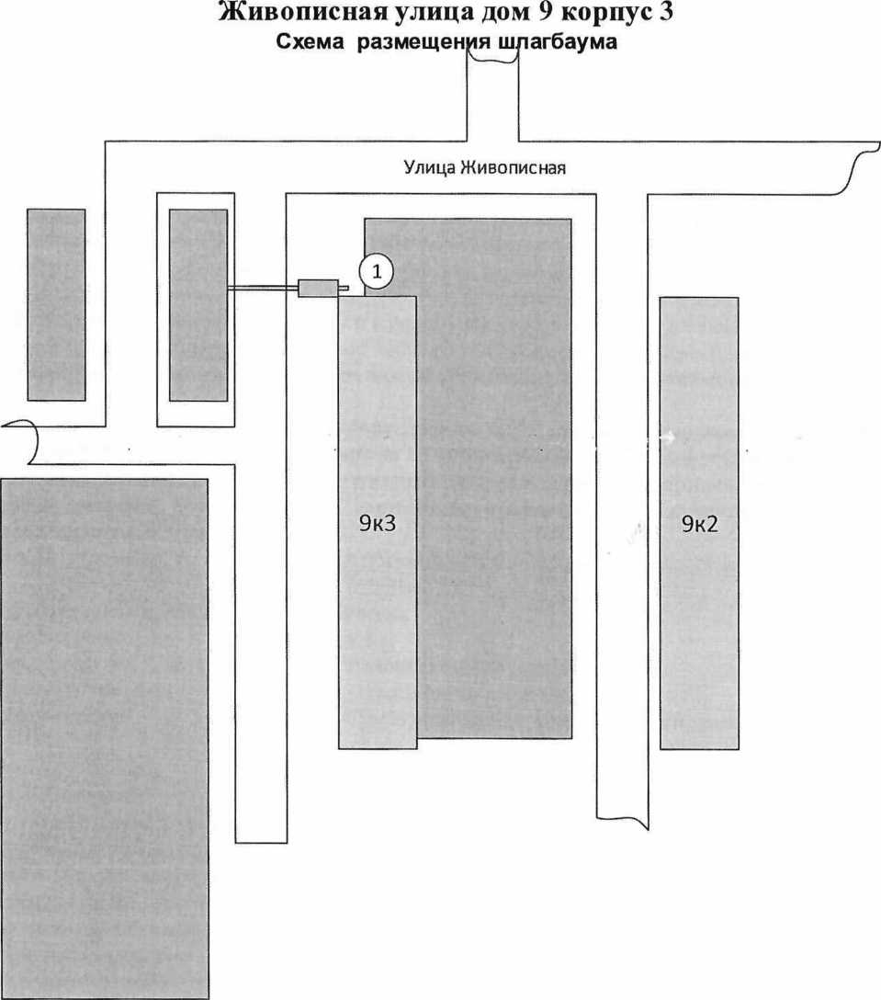 Живописная улица дом 9 корпус 3
Схема размещения шлагбаума
Улица Живописная
1
9к3
9к2